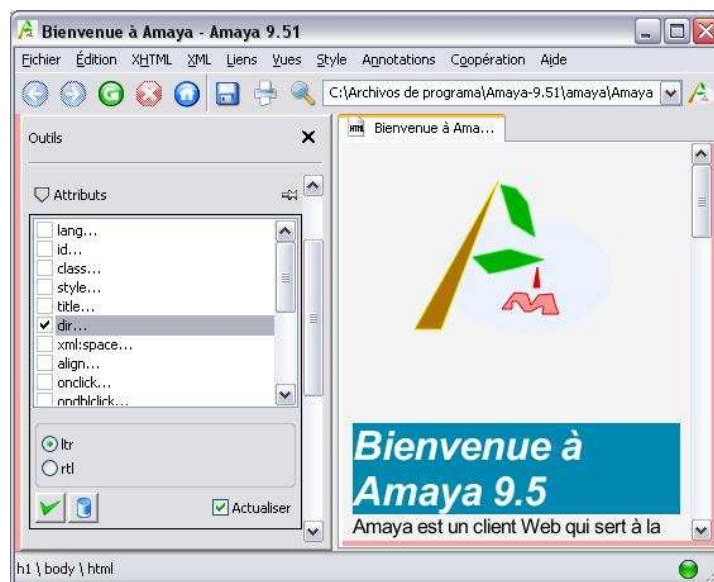 Bienvenue à Amaya - Amaya 9.51
Fichier Édition XHTML XML Liens Vues Style Annotations Coopération Aide
C:\Archivos de programa\Amaya-9.51\amaya\Amaya
Outils
Bienvenue à Ama...
Attributs
lang...
id...
class...
style...
title...
dir...
xml:space...
align...
onclick...
ondblclick...
ltr
rtl
Actualiser
Bienvenue à
Amaya 9.5
Amaya est un client Web qui sert à la
h1 \ body \ html